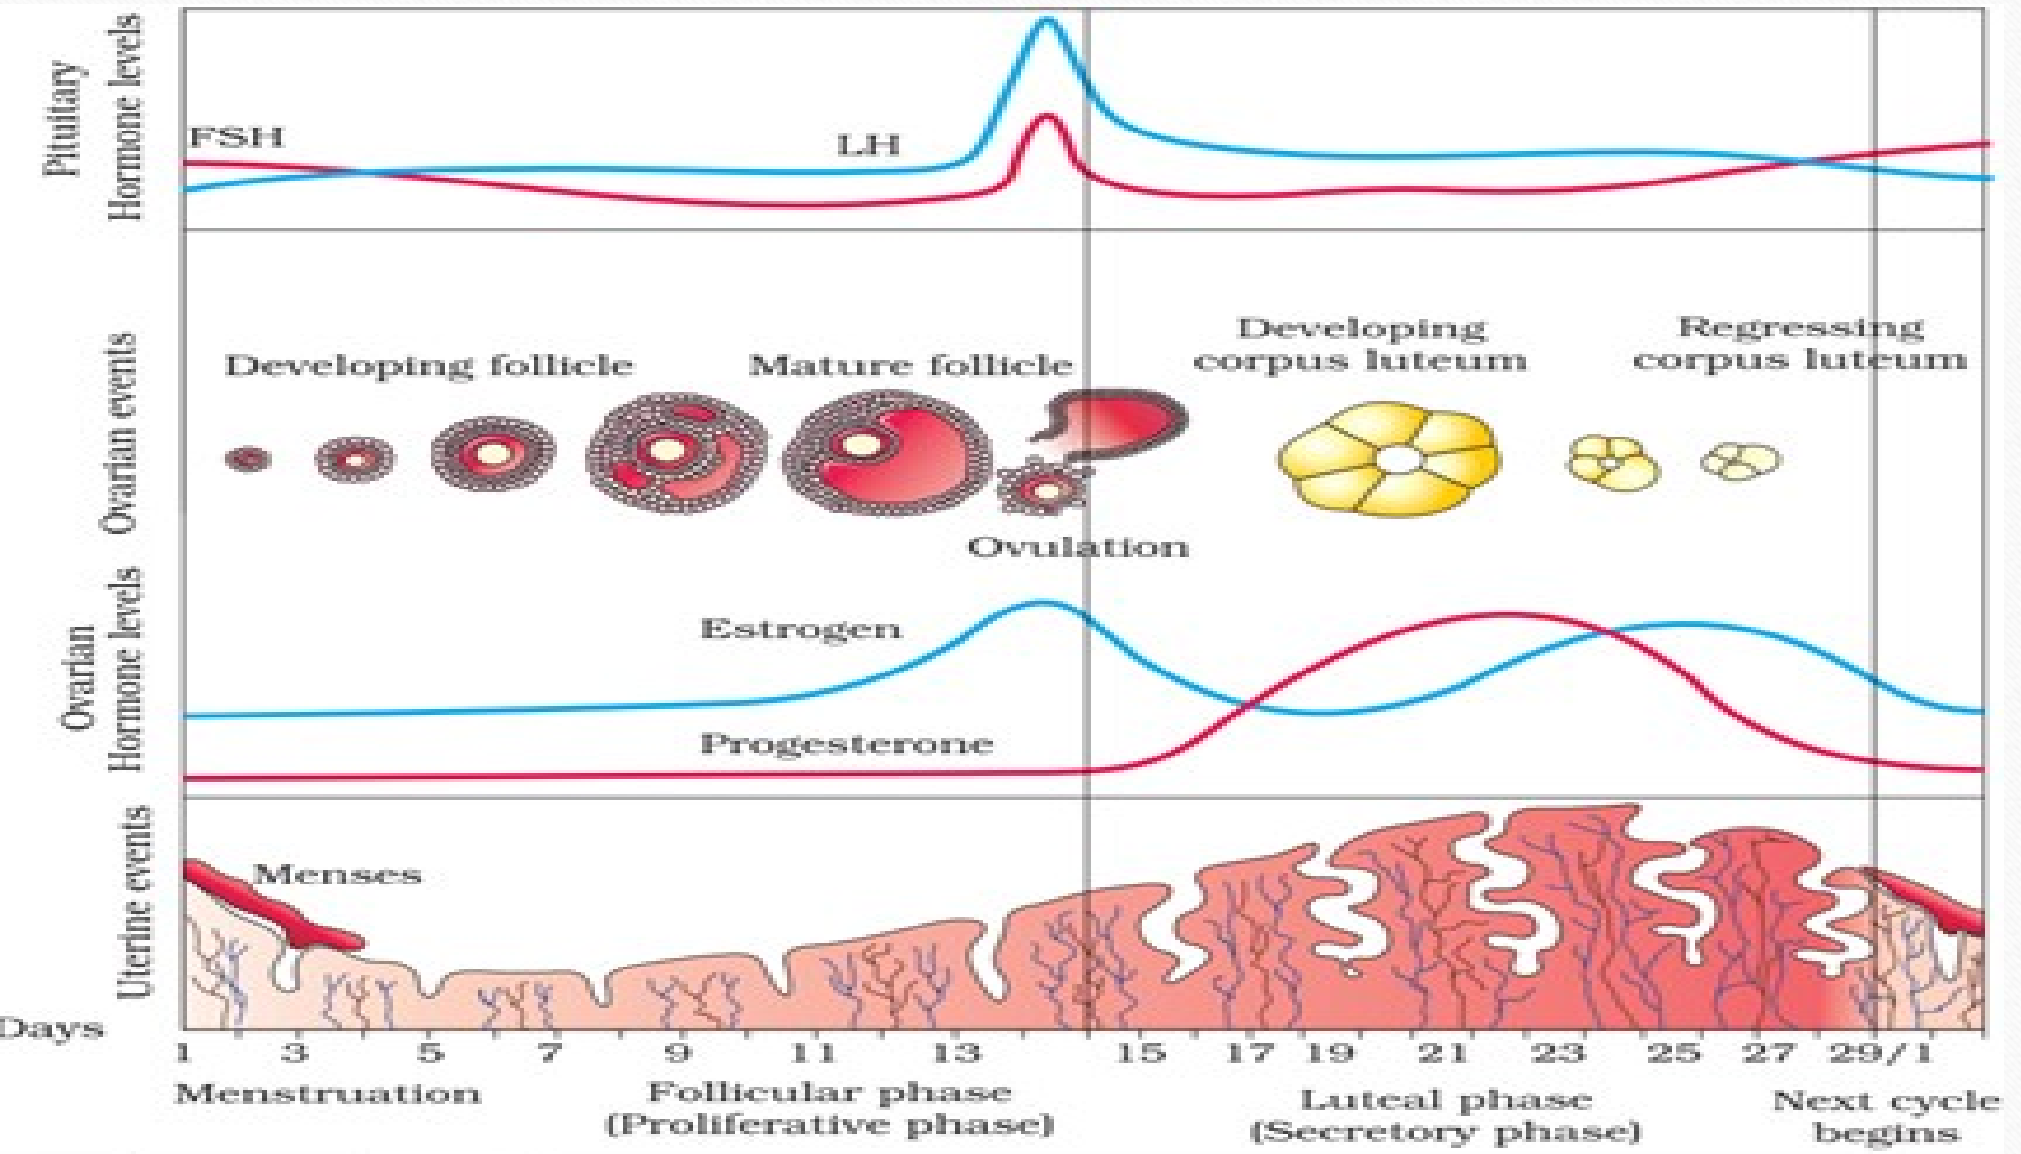 Pituitary
Hormone levels
FSH
LH
Ovarian events
Developing follicle
Mature follicle
Developing
corpus luteum
Regressing
corpus luteum
Ovulation
Ovarian
Hormone levels
Estrogen
Progesterone
Uterine events
Menses
Days
1 3 5 7 9 11 13 15 17 19 21 23 25 27 29/1
Menstruation
Follicular phase
(Proliferative phase)
Luteal phase
(Secretory phase)
Next cycle
begins